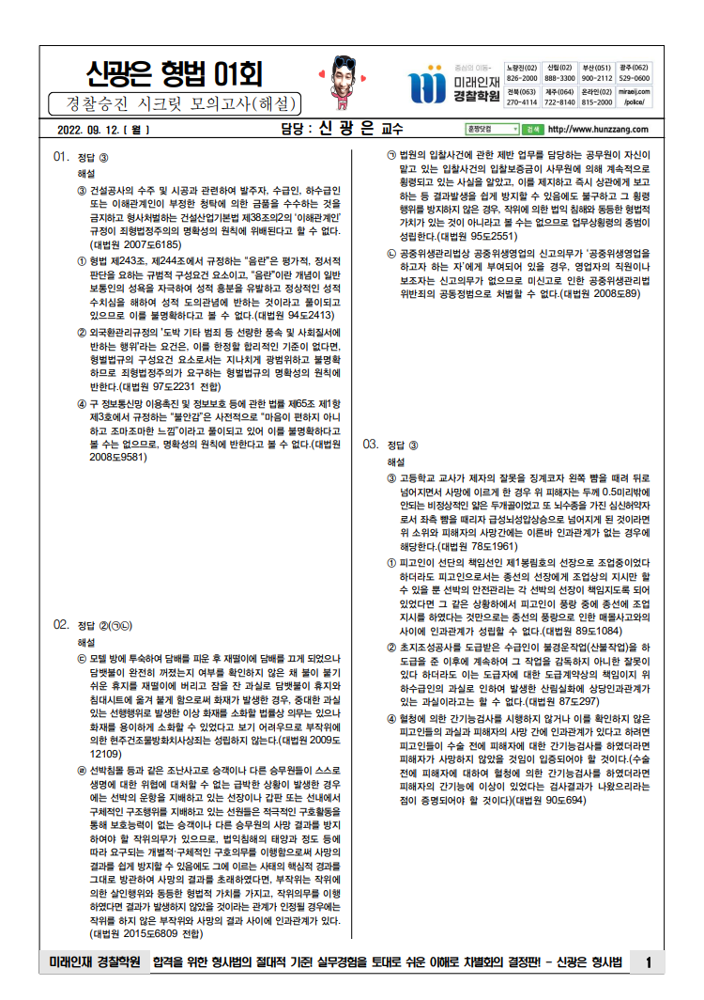 신광은 형법 01회
경찰승진 시크릿 모의고사(해설)
중심의 이동~
미래인재
경찰학원
노량진(02) 신림(02) 부산(051) 광주(062)
826-2000 888-3300 900-2112 529-0600
전북(063) 제주(064) 온라인(02) miraeij.com
270-4114 722-8140 815-2000 /police/
2022. 09. 12. ( 월 )
담당 : 신 광 은 교수
훈짱닷컴 검색 http://www.hunzzang.com
01. 정답 ③
해설
③ 건설공사의 수주 및 시공과 관련하여 발주자, 수급인, 하수급인
또는 이해관계인이 부정한 청탁에 의한 금품을 수수하는 것을
금지하고 형사처벌하는 건설산업기본법 제38조의2의 ‘이해관계인’
규정이 죄형법정주의의 명확성의 원칙에 위배된다고 할 수 없다.
(대법원 2007도6185)
① 형법 제243조, 제244조에서 규정하는 “음란”은 평가적, 정서적
판단을 요하는 규범적 구성요건 요소이고, “음란”이란 개념이 일반
보통인의 성욕을 자극하여 성적 흥분을 유발하고 정상적인 성적
수치심을 해하여 성적 도의관념에 반하는 것이라고 풀이되고
있으므로 이를 불명확하다고 볼 수 없다.(대법원 94도2413)
② 외국환관리규정의 ‘도박 기타 범죄 등 선량한 풍속 및 사회질서에
반하는 행위’라는 요건은, 이를 한정할 합리적인 기준이 없다면,
형벌법규의 구성요건 요소로서는 지나치게 광범위하고 불명확
하므로 죄형법정주의가 요구하는 형벌법규의 명확성의 원칙에
반한다.(대법원 97도2231 전합)
④ 구 정보통신망 이용촉진 및 정보보호 등에 관한 법률 제65조 제1항
제3호에서 규정하는 “불안감”은 사전적으로 “마음이 편하지 아니
하고 조마조마한 느낌”이라고 풀이되고 있어 이를 불명확하다고
볼 수는 없으므로, 명확성의 원칙에 반한다고 볼 수 없다.(대법원
2008도9581)
02. 정답 ②(㉠㉡)
해설
㉢ 모텔 방에 투숙하여 담배를 피운 후 재떨이에 담배를 끄게 되었으나
담뱃불이 완전히 꺼졌는지 여부를 확인하지 않은 채 불이 붙기
쉬운 휴지를 재떨이에 버리고 잠을 잔 과실로 담뱃불이 휴지와
침대시트에 옮겨 붙게 함으로써 화재가 발생한 경우, 중대한 과실
있는 선행행위로 발생한 이상 화재를 소화할 법률상 의무는 있으나
화재를 용이하게 소화할 수 있었다고 보기 어려우므로 부작위에
의한 현주건조물방화치사상죄는 성립하지 않는다.(대법원 2009도
12109)
㉣ 선박침몰 등과 같은 조난사고로 승객이나 다른 승무원들이 스스로
생명에 대한 위협에 대처할 수 없는 급박한 상황이 발생한 경우
에는 선박의 운항을 지배하고 있는 선장이나 갑판 또는 선내에서
구체적인 구조행위를 지배하고 있는 선원들은 적극적인 구호활동을
통해 보호능력이 없는 승객이나 다른 승무원의 사망 결과를 방지
하여야 할 작위의무가 있으므로, 법익침해의 태양과 정도 등에
따라 요구되는 개별적·구체적인 구호의무를 이행함으로써 사망의
결과를 쉽게 방지할 수 있음에도 그에 이르는 사태의 핵심적 경과를
그대로 방관하여 사망의 결과를 초래하였다면, 부작위는 작위에
의한 살인행위와 동등한 형법적 가치를 가지고, 작위의무를 이행
하였다면 결과가 발생하지 않았을 것이라는 관계가 인정될 경우에는
작위를 하지 않은 부작위와 사망의 결과 사이에 인과관계가 있다.
(대법원 2015도6809 전합)
㉠ 법원의 입찰사건에 관한 제반 업무를 담당하는 공무원이 자신이
맡고 있는 입찰사건의 입찰보증금이 사무원에 의해 계속적으로
횡령되고 있는 사실을 알았고, 이를 제지하고 즉시 상관에게 보고
하는 등 결과발생을 쉽게 방지할 수 있음에도 불구하고 그 횡령
행위를 방지하지 않은 경우, 작위에 의한 법익 침해와 동등한 형법적
가치가 있는 것이 아니라고 볼 수는 없으므로 업무상횡령의 종범이
성립한다.(대법원 95도2551)
㉡ 공중위생관리법상 공중위생영업의 신고의무가 ‘공중위생영업을
하고자 하는 자’에게 부여되어 있을 경우, 영업자의 직원이나
보조자는 신고의무가 없으므로 미신고로 인한 공중위생관리법
위반죄의 공동정범으로 처벌할 수 없다.(대법원 2008도89)
03. 정답 ③
해설
③ 고등학교 교사가 제자의 잘못을 징계코자 왼쪽 뺨을 때려 뒤로
넘어지면서 사망에 이르게 한 경우 위 피해자는 두께 0.5미리밖에
안되는 비정상적인 얇은 두개골이었고 또 뇌수종을 가진 심신허약자
로서 좌측 뺨을 때리자 급성뇌성압상승으로 넘어지게 된 것이라면
위 소위와 피해자의 사망간에는 이른바 인과관계가 없는 경우에
해당한다.(대법원 78도1961)
① 피고인이 선단의 책임선인 제1봉림호의 선장으로 조업중이었다
하더라도 피고인으로서는 종선의 선장에게 조업상의 지시만 할
수 있을 뿐 선박의 안전관리는 각 선박의 선장이 책임지도록 되어
있었다면 그 같은 상황하에서 피고인이 풍랑 중에 종선에 조업
지시를 하였다는 것만으로는 종선의 풍랑으로 인한 매몰사고와의
사이에 인과관계가 성립할 수 없다.(대법원 89도1084)
② 초지조성공사를 도급받은 수급인이 불경운작업(산불작업)을 하
도급을 준 이후에 계속하여 그 작업을 감독하지 아니한 잘못이
있다 하더라도 이는 도급자에 대한 도급계약상의 책임이지 위
하수급인의 과실로 인하여 발생한 산림실화에 상당인과관계가
있는 과실이라고는 할 수 없다.(대법원 87도297)
④ 혈청에 의한 간기능검사를 시행하지 않거나 이를 확인하지 않은
피고인들의 과실과 피해자의 사망 간에 인과관계가 있다고 하려면
피고인들이 수술 전에 피해자에 대한 간기능검사를 하였더라면
피해자가 사망하지 않았을 것임이 입증되어야 할 것이다.(수술
전에 피해자에 대하여 혈청에 의한 간기능검사를 하였더라면
피해자의 간기능에 이상이 있었다는 검사결과가 나왔으리라는
점이 증명되어야 할 것이다)(대법원 90도694)
미래인재 경찰학원 합격을 위한 형사법의 절대적 기준! 실무경험을 토대로 쉬운 이해로 차별화의 결정판! - 신광은 형사법 1